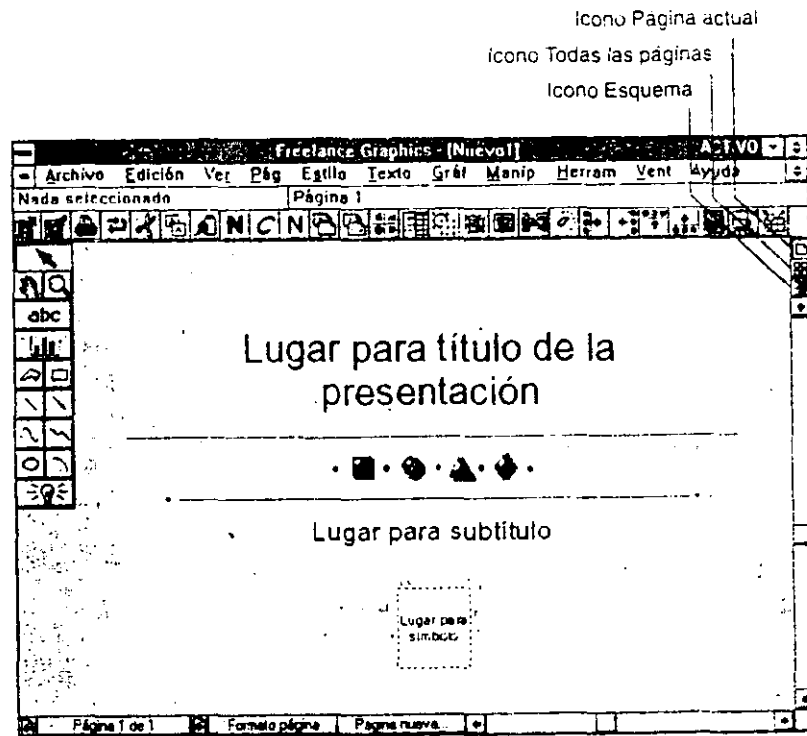 Icono Página actual
Icono Todas las páginas
Icono Esquema
Freelance Graphics - [Nuevo1]
Archivo Edición Ver Pág Estilo Texto Gráf Manip Herram Vent Ayuda
Nada seleccionado Página 1
N C N
abc
Lugar para título de la
presentación
Lugar para subtítulo
Lugar para
símbolo
Página 1 de 1 Formato página Página nueva...